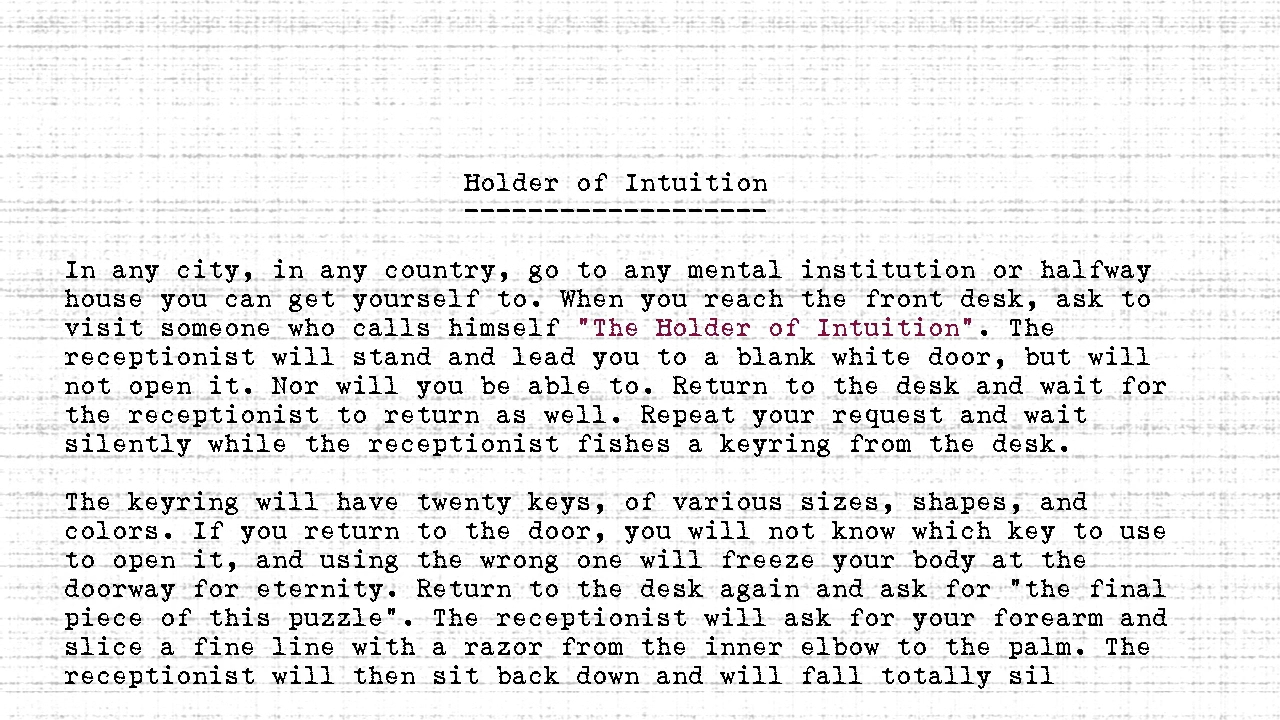 Holder of Intuition
-------------------
In any city, in any country, go to any mental institution or halfway
house you can get yourself to. When you reach the front desk, ask to
visit someone who calls himself "The Holder of Intuition". The
receptionist will stand and lead you to a blank white door, but will
not open it. Nor will you be able to. Return to the desk and wait for
the receptionist to return as well. Repeat your request and wait
silently while the receptionist fishes a keyring from the desk.
The keyring will have twenty keys, of various sizes, shapes, and
colors. If you return to the door, you will not know which key to use
to open it, and using the wrong one will freeze your body at the
doorway for eternity. Return to the desk again and ask for "the final
piece of this puzzle". The receptionist will ask for your forearm and
slice a fine line with a razor from the inner elbow to the palm. The
receptionist will then sit back down and will fall totally sil